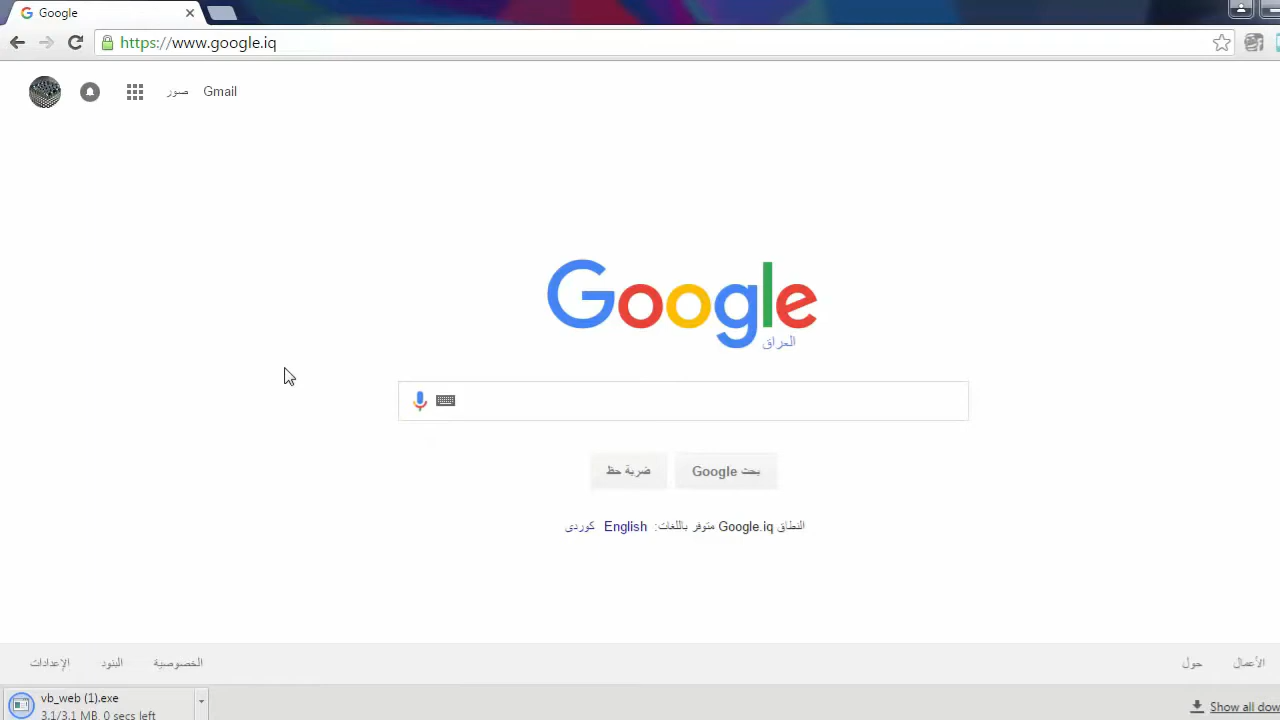 Google
https://www.google.iq
صور Gmail
Google
العراق
بحث Google ضربة حظ
النطاق Google.iq متوفر باللغات: English كوردی
الأعمال حول الخصوصية البنود الإعدادات
vb_web (1).exe
3.1/3.1 MB, 0 secs left
Show all dow